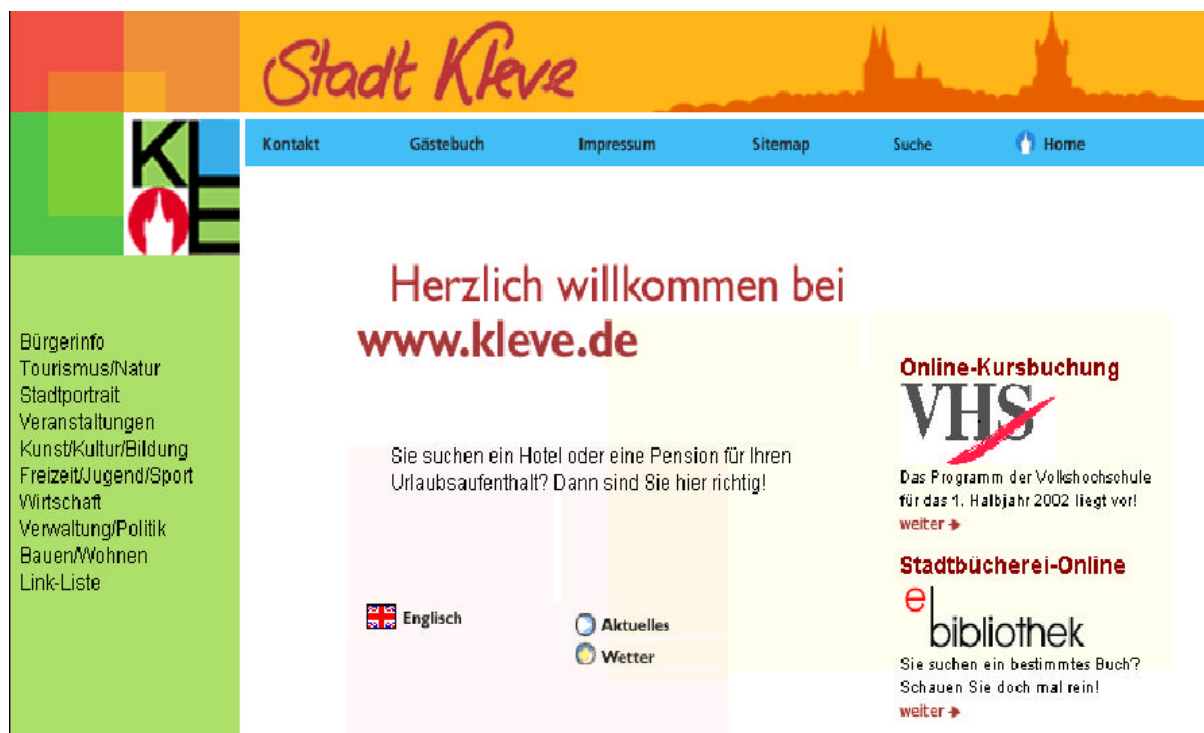 Stadt Kleve
KLE
Kontakt Gästebuch Impressum Sitemap Suche Home
Herzlich willkommen bei
www.kleve.de
Bürgerinfo
Tourismus/Natur
Stadtportrait
Veranstaltungen
Kunst/Kultur/Bildung
Freizeit/Jugend/Sport
Wirtschaft
Verwaltung/Politik
Bauen/Wohnen
Link-Liste
Sie suchen ein Hotel oder eine Pension für Ihren
Urlaubsaufenthalt? Dann sind Sie hier richtig!
Englisch
Aktuelles
Wetter
Online-Kursbuchung
VHS
Das Programm der Volkshochschule
für das 1. Halbjahr 2002 liegt vor!
weiter
Stadtbücherei-Online
e
bibliothek
Sie suchen ein bestimmtes Buch?
Schauen Sie doch mal rein!
weiter